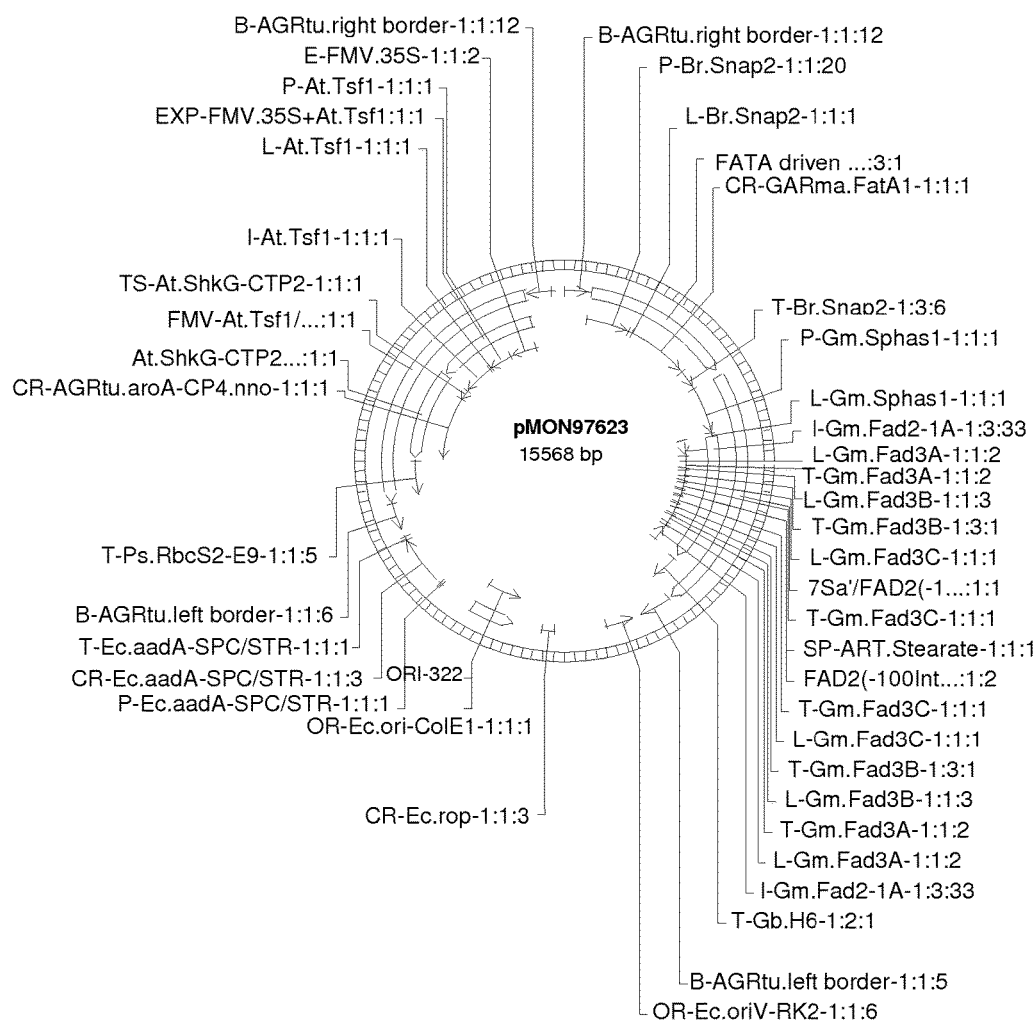 B-AGRtu.right border-1:1:12
E-FMV.35S-1:1:2
P-At.Tsf1-1:1:1
EXP-FMV.35S+At.Tsf1:1:1
L-At.Tsf1-1:1:1
I-At.Tsf1-1:1:1
TS-At.ShkG-CTP2-1:1:1
FMV-At.Tsf1/...:1:1
At.ShkG-CTP2...:1:1
CR-AGRtu.aroA-CP4.nno-1:1:1
T-Ps.RbcS2-E9-1:1:5
B-AGRtu.left border-1:1:6
T-Ec.aadA-SPC/STR-1:1:1
CR-Ec.aadA-SPC/STR-1:1:3
P-Ec.aadA-SPC/STR-1:1:1
ORI-322
OR-Ec.ori-ColE1-1:1:1
CR-Ec.rop-1:1:3
pMON97623
15568 bp
B-AGRtu.right border-1:1:12
P-Br.Snap2-1:1:20
L-Br.Snap2-1:1:1
FATA driven ...:3:1
CR-GARma.FatA1-1:1:1
T-Br.Snap2-1:3:6
P-Gm.Sphas1-1:1:1
L-Gm.Sphas1-1:1:1
I-Gm.Fad2-1A-1:3:33
L-Gm.Fad3A-1:1:2
T-Gm.Fad3A-1:1:2
L-Gm.Fad3B-1:1:3
T-Gm.Fad3B-1:3:1
L-Gm.Fad3C-1:1:1
7Sa'/FAD2(-1...:1:1
T-Gm.Fad3C-1:1:1
SP-ART.Stearate-1:1:1
FAD2(-100Int...:1:2
T-Gm.Fad3C-1:1:1
L-Gm.Fad3C-1:1:1
T-Gm.Fad3B-1:3:1
L-Gm.Fad3B-1:1:3
T-Gm.Fad3A-1:1:2
L-Gm.Fad3A-1:1:2
I-Gm.Fad2-1A-1:3:33
T-Gb.H6-1:2:1
B-AGRtu.left border-1:1:5
OR-Ec.oriV-RK2-1:1:6